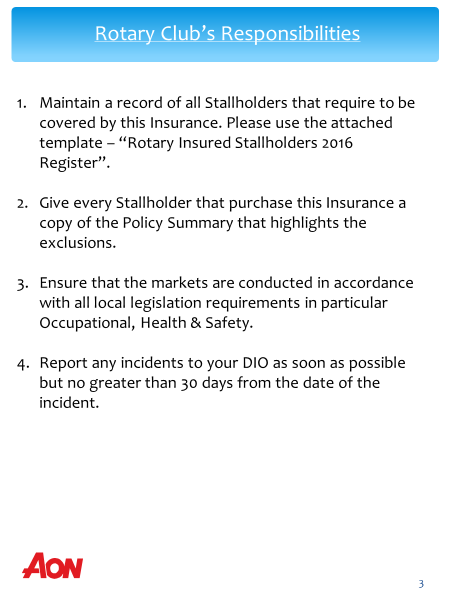 Rotary Club’s Responsibilities
1. Maintain a record of all Stallholders that require to be
covered by this Insurance. Please use the attached
template – “Rotary Insured Stallholders 2016
Register”.
2. Give every Stallholder that purchase this Insurance a
copy of the Policy Summary that highlights the
exclusions.
3. Ensure that the markets are conducted in accordance
with all local legislation requirements in particular
Occupational, Health & Safety.
4. Report any incidents to your DIO as soon as possible
but no greater than 30 days from the date of the
incident.
AON
3